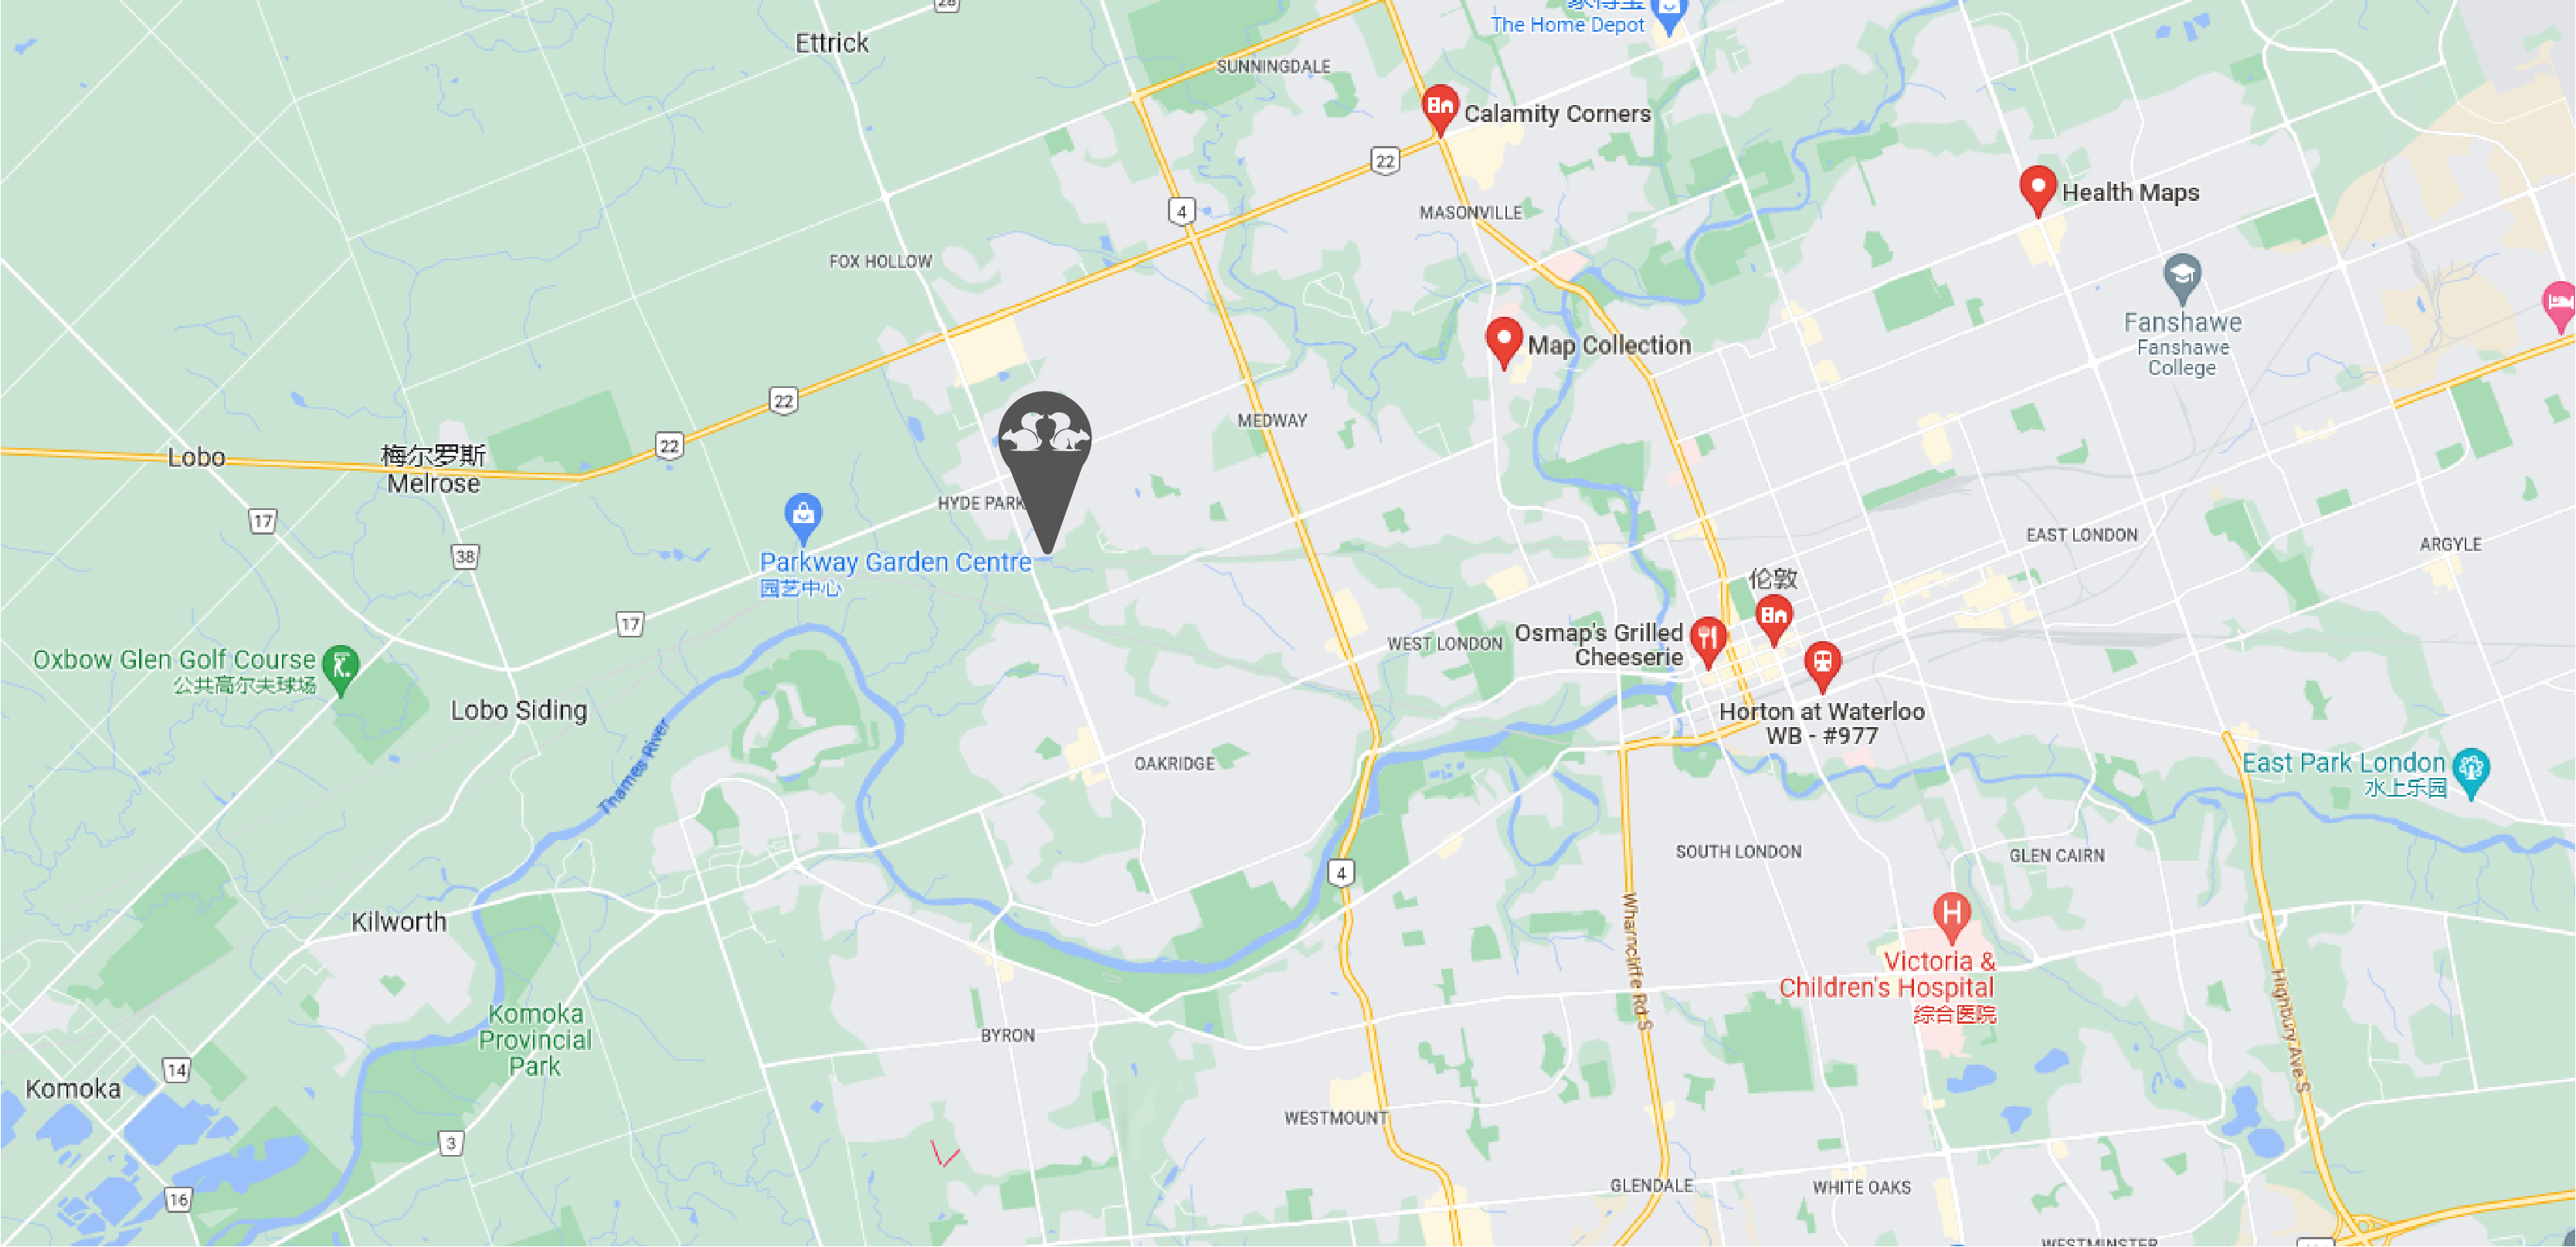 28
Ettrick
The Home Depot
SUNNINGDALE
Calamity Corners
22
Health Maps
4
MASONVILLE
FOX HOLLOW
Fanshawe
Fanshawe
College
Map Collection
22
MEDWAY
22
Lobo
梅尔罗斯
Melrose
HYDE PARK
17
38
Parkway Garden Centre
园艺中心
EAST LONDON
ARGYLE
伦敦
17
WEST LONDON
Osmap's Grilled
Cheeserie
Oxbow Glen Golf Course
公共高尔夫球场
Lobo Siding
Horton at Waterloo
WB - #977
Thames River
OAKRIDGE
East Park London
水上乐园
SOUTH LONDON
GLEN CAIRN
4
Kilworth
Wharncliffe Rd S
Victoria &
Children's Hospital
综合医院
Highbury Ave S
Komoka
Provincial
Park
BYRON
14
Komoka
WESTMOUNT
3
16
GLENDALE
WHITE OAKS
WESTMINSTER